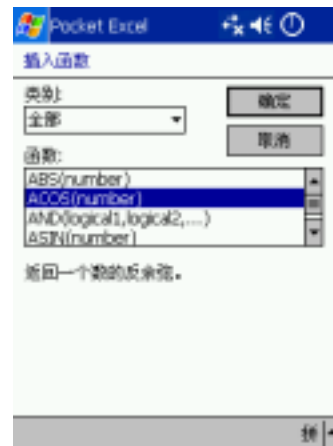 Pocket Excel
插入函数
类别:
全部
确定
取消
函数:
ABS(number)
ACOS(number)
AND(logical1,logical2,...)
ASIN(number)
返回一个数的反余弦。
拼